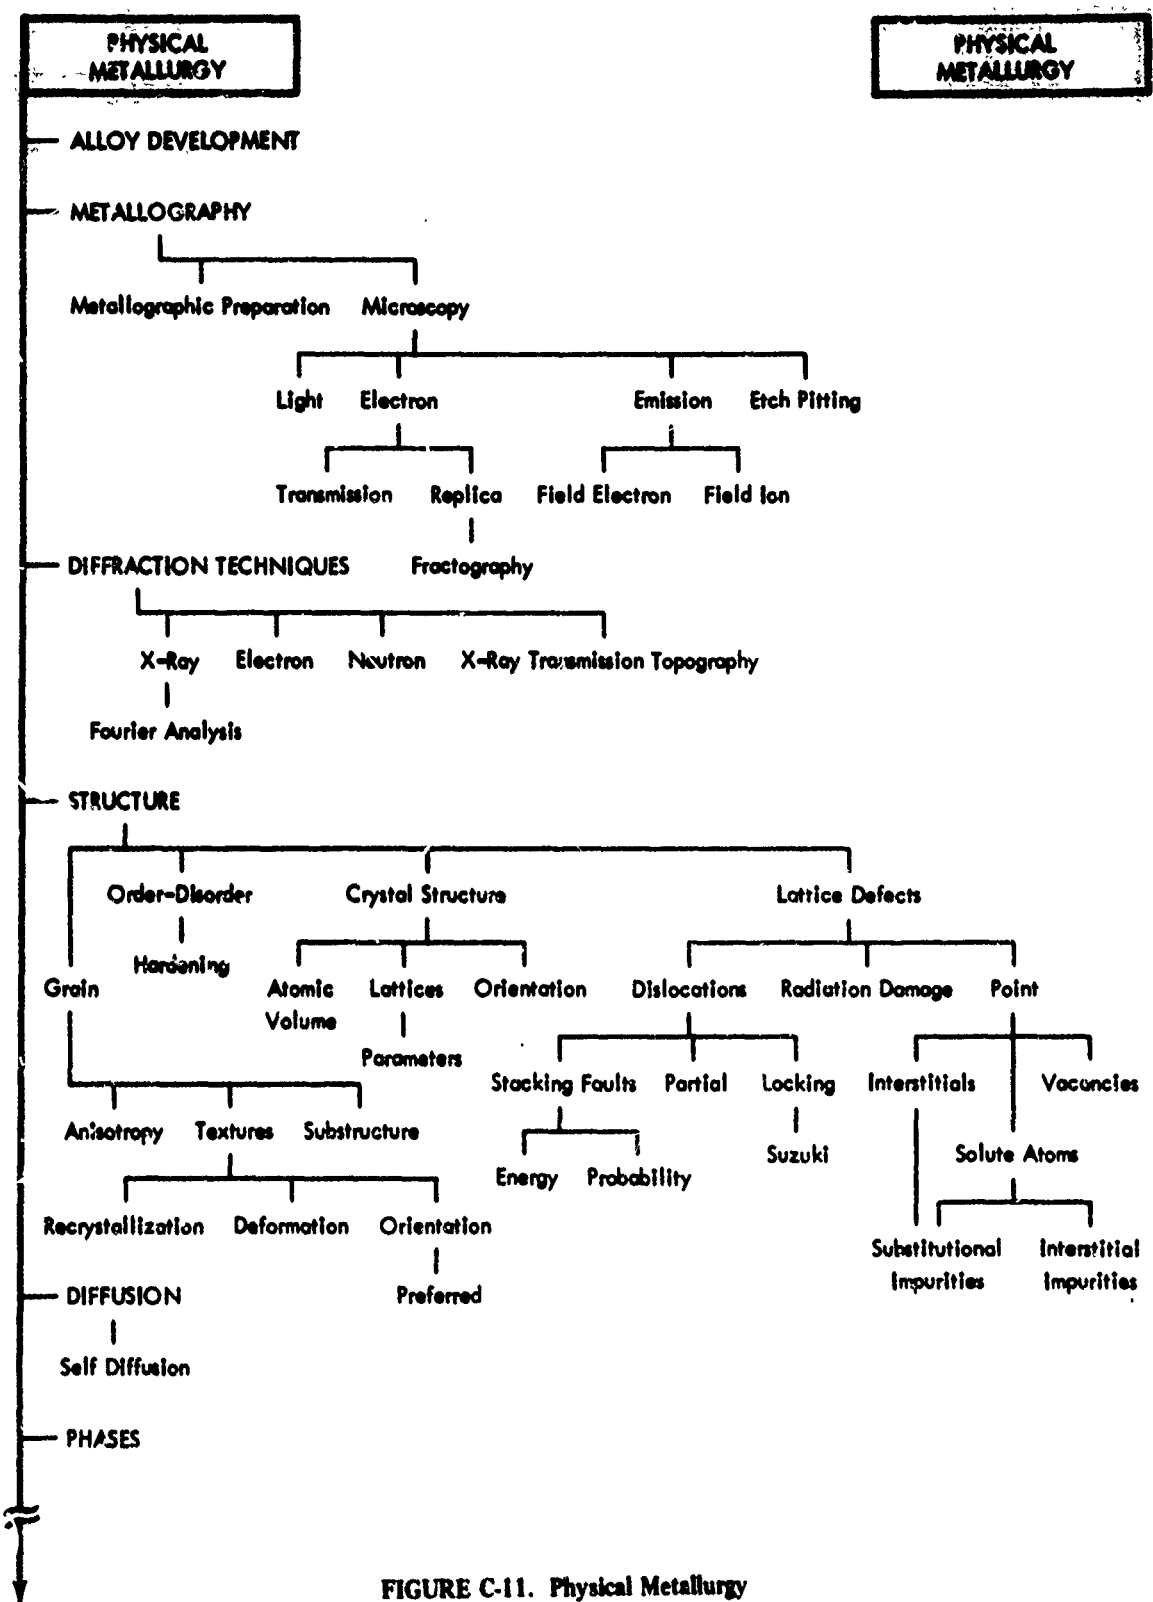 PHYSICAL
METALLURGY
PHYSICAL
METALLURGY
ALLOY DEVELOPMENT
METALLOGRAPHY
Metallographic Preparation Microscopy
Light Electron Emission Etch Pitting
Transmission Replica Field Electron Field Ion
DIFFRACTION TECHNIQUES Fractography
X-Ray Electron Neutron X-Ray Transmission Topography
Fourier Analysis
STRUCTURE
Order-Disorder Crystal Structure Lattice Defects
Hardening
Grain Atomic Lattices Orientation Dislocations Radiation Damage Point
Volume
Parameters
Stacking Faults Partial Locking Interstitials Vacancies
Anisotropy Textures Substructure
Suzuki Solute Atoms
Energy Probability
Recrystallization Deformation Orientation
Substitutional Interstitial
Impurities Impurities
DIFFUSION Preferred
Self Diffusion
PHASES
FIGURE C-11. Physical Metallurgy